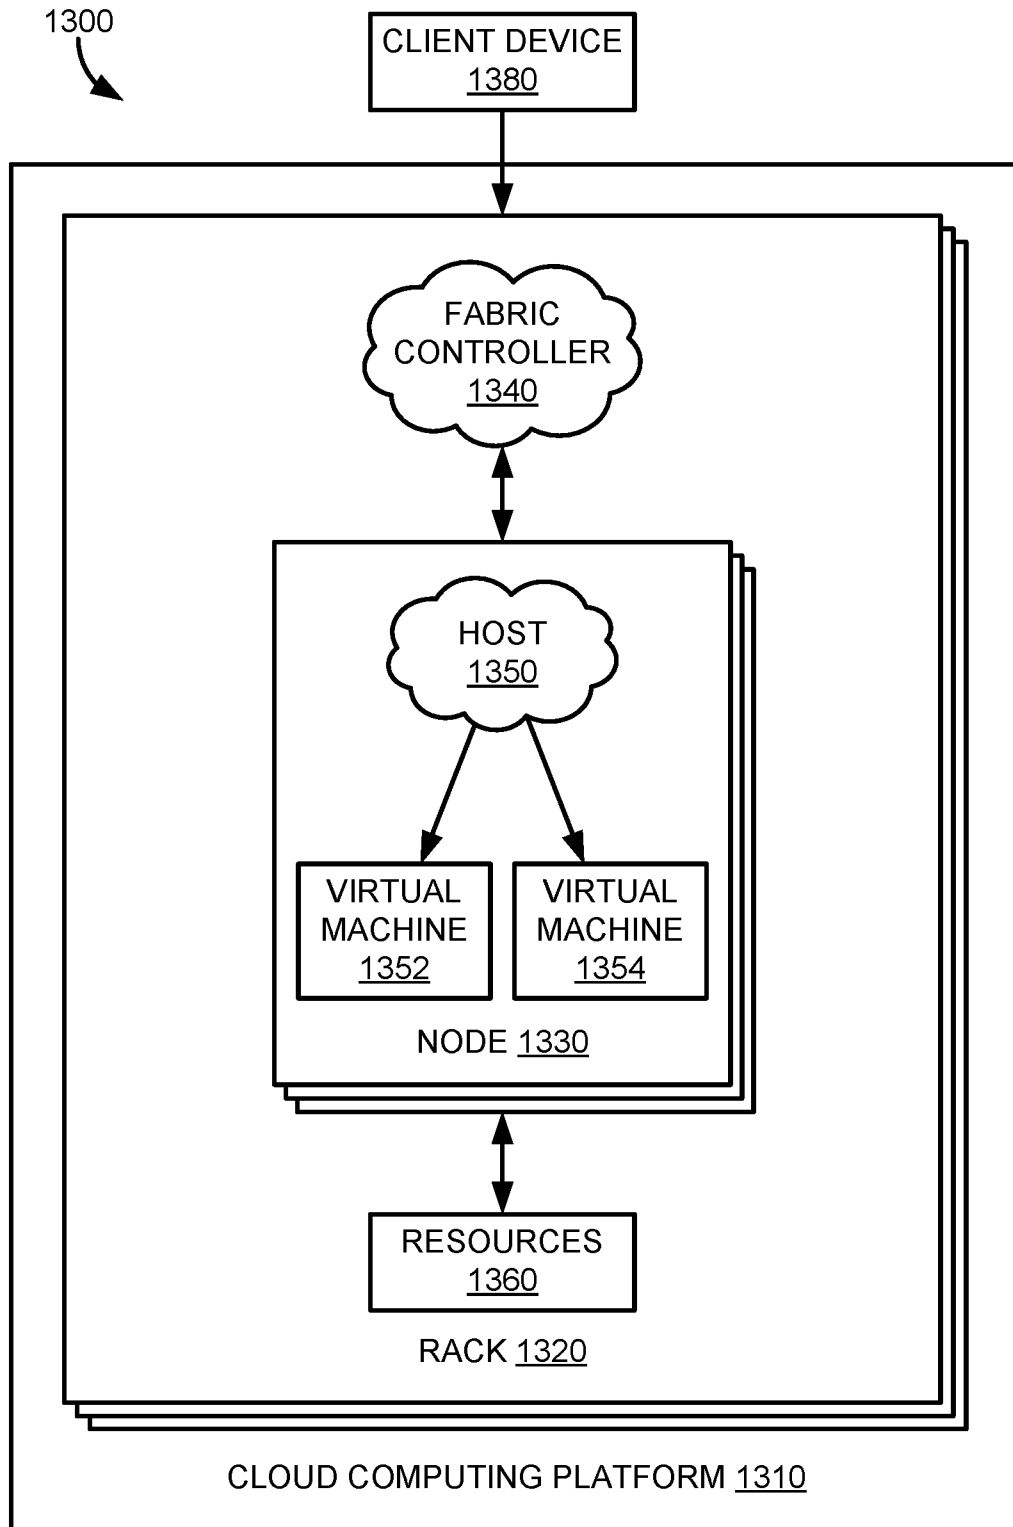 1300
CLIENT DEVICE
1380
FABRIC
CONTROLLER
1340
HOST
1350
VIRTUAL
MACHINE
1352
VIRTUAL
MACHINE
1354
NODE 1330
RESOURCES
1360
RACK 1320
CLOUD COMPUTING PLATFORM 1310